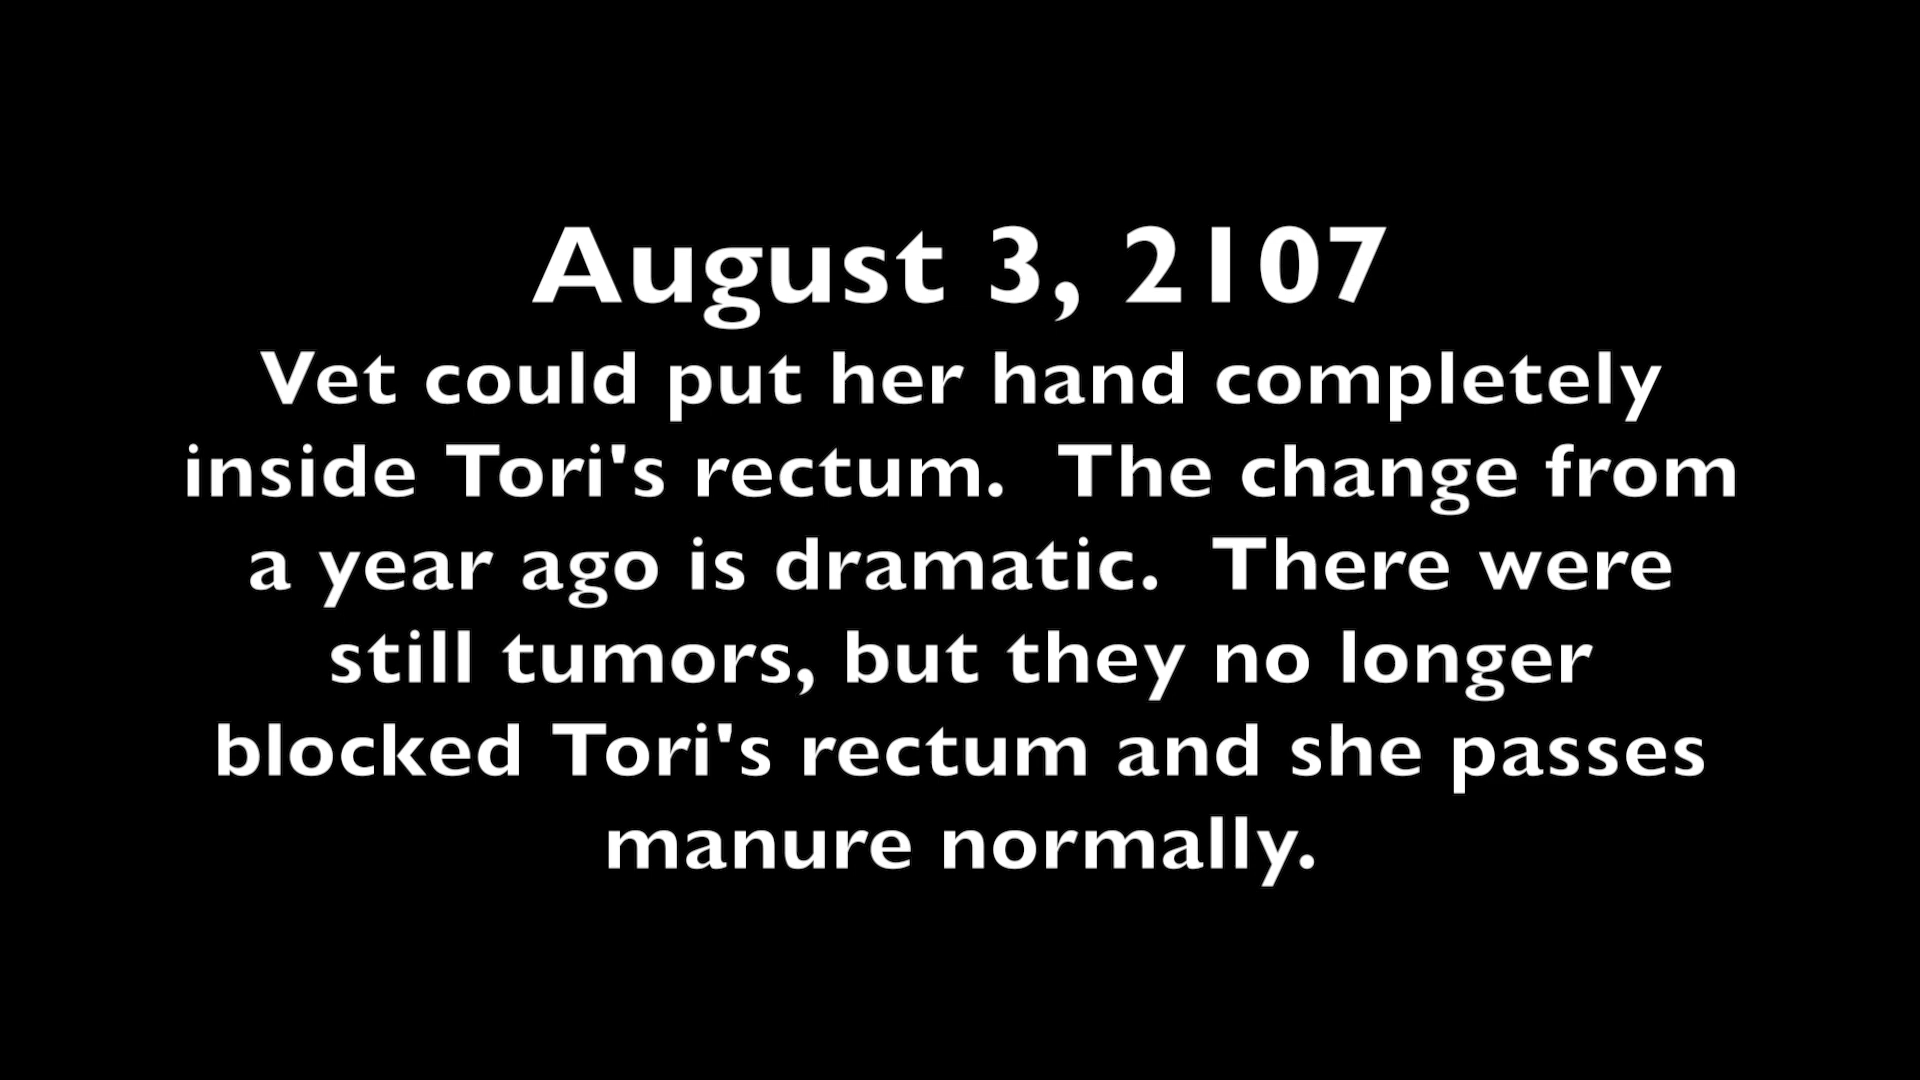 August 3, 2107
Vet could put her hand completely
inside Tori's rectum.  The change from
a year ago is dramatic.  There were
still tumors, but they no longer
blocked Tori's rectum and she passes
manure normally.